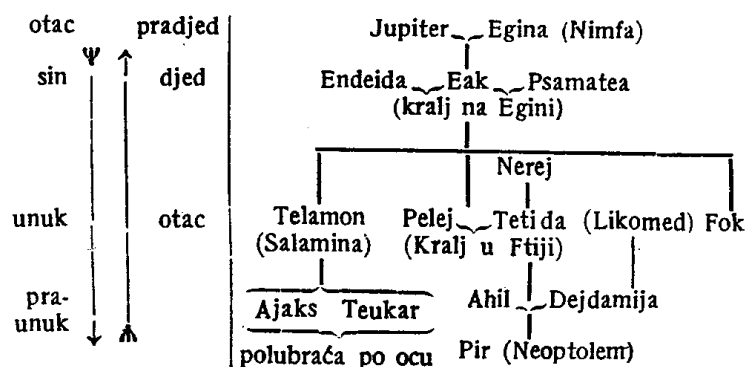 otac pradjed Jupiter Egina (Nimfa)
sin djed Endeida Eak Psamatea
(kralj na Egini)
Nerej
unuk otac Telamon Pelej Tetida (Likomed) Fok
(Salamina) (Kralj u Ftiji)
pra-
unuk
Ajaks Teukar Ahil Dejdamija
polubraća po ocu Pir (Neoptolem)